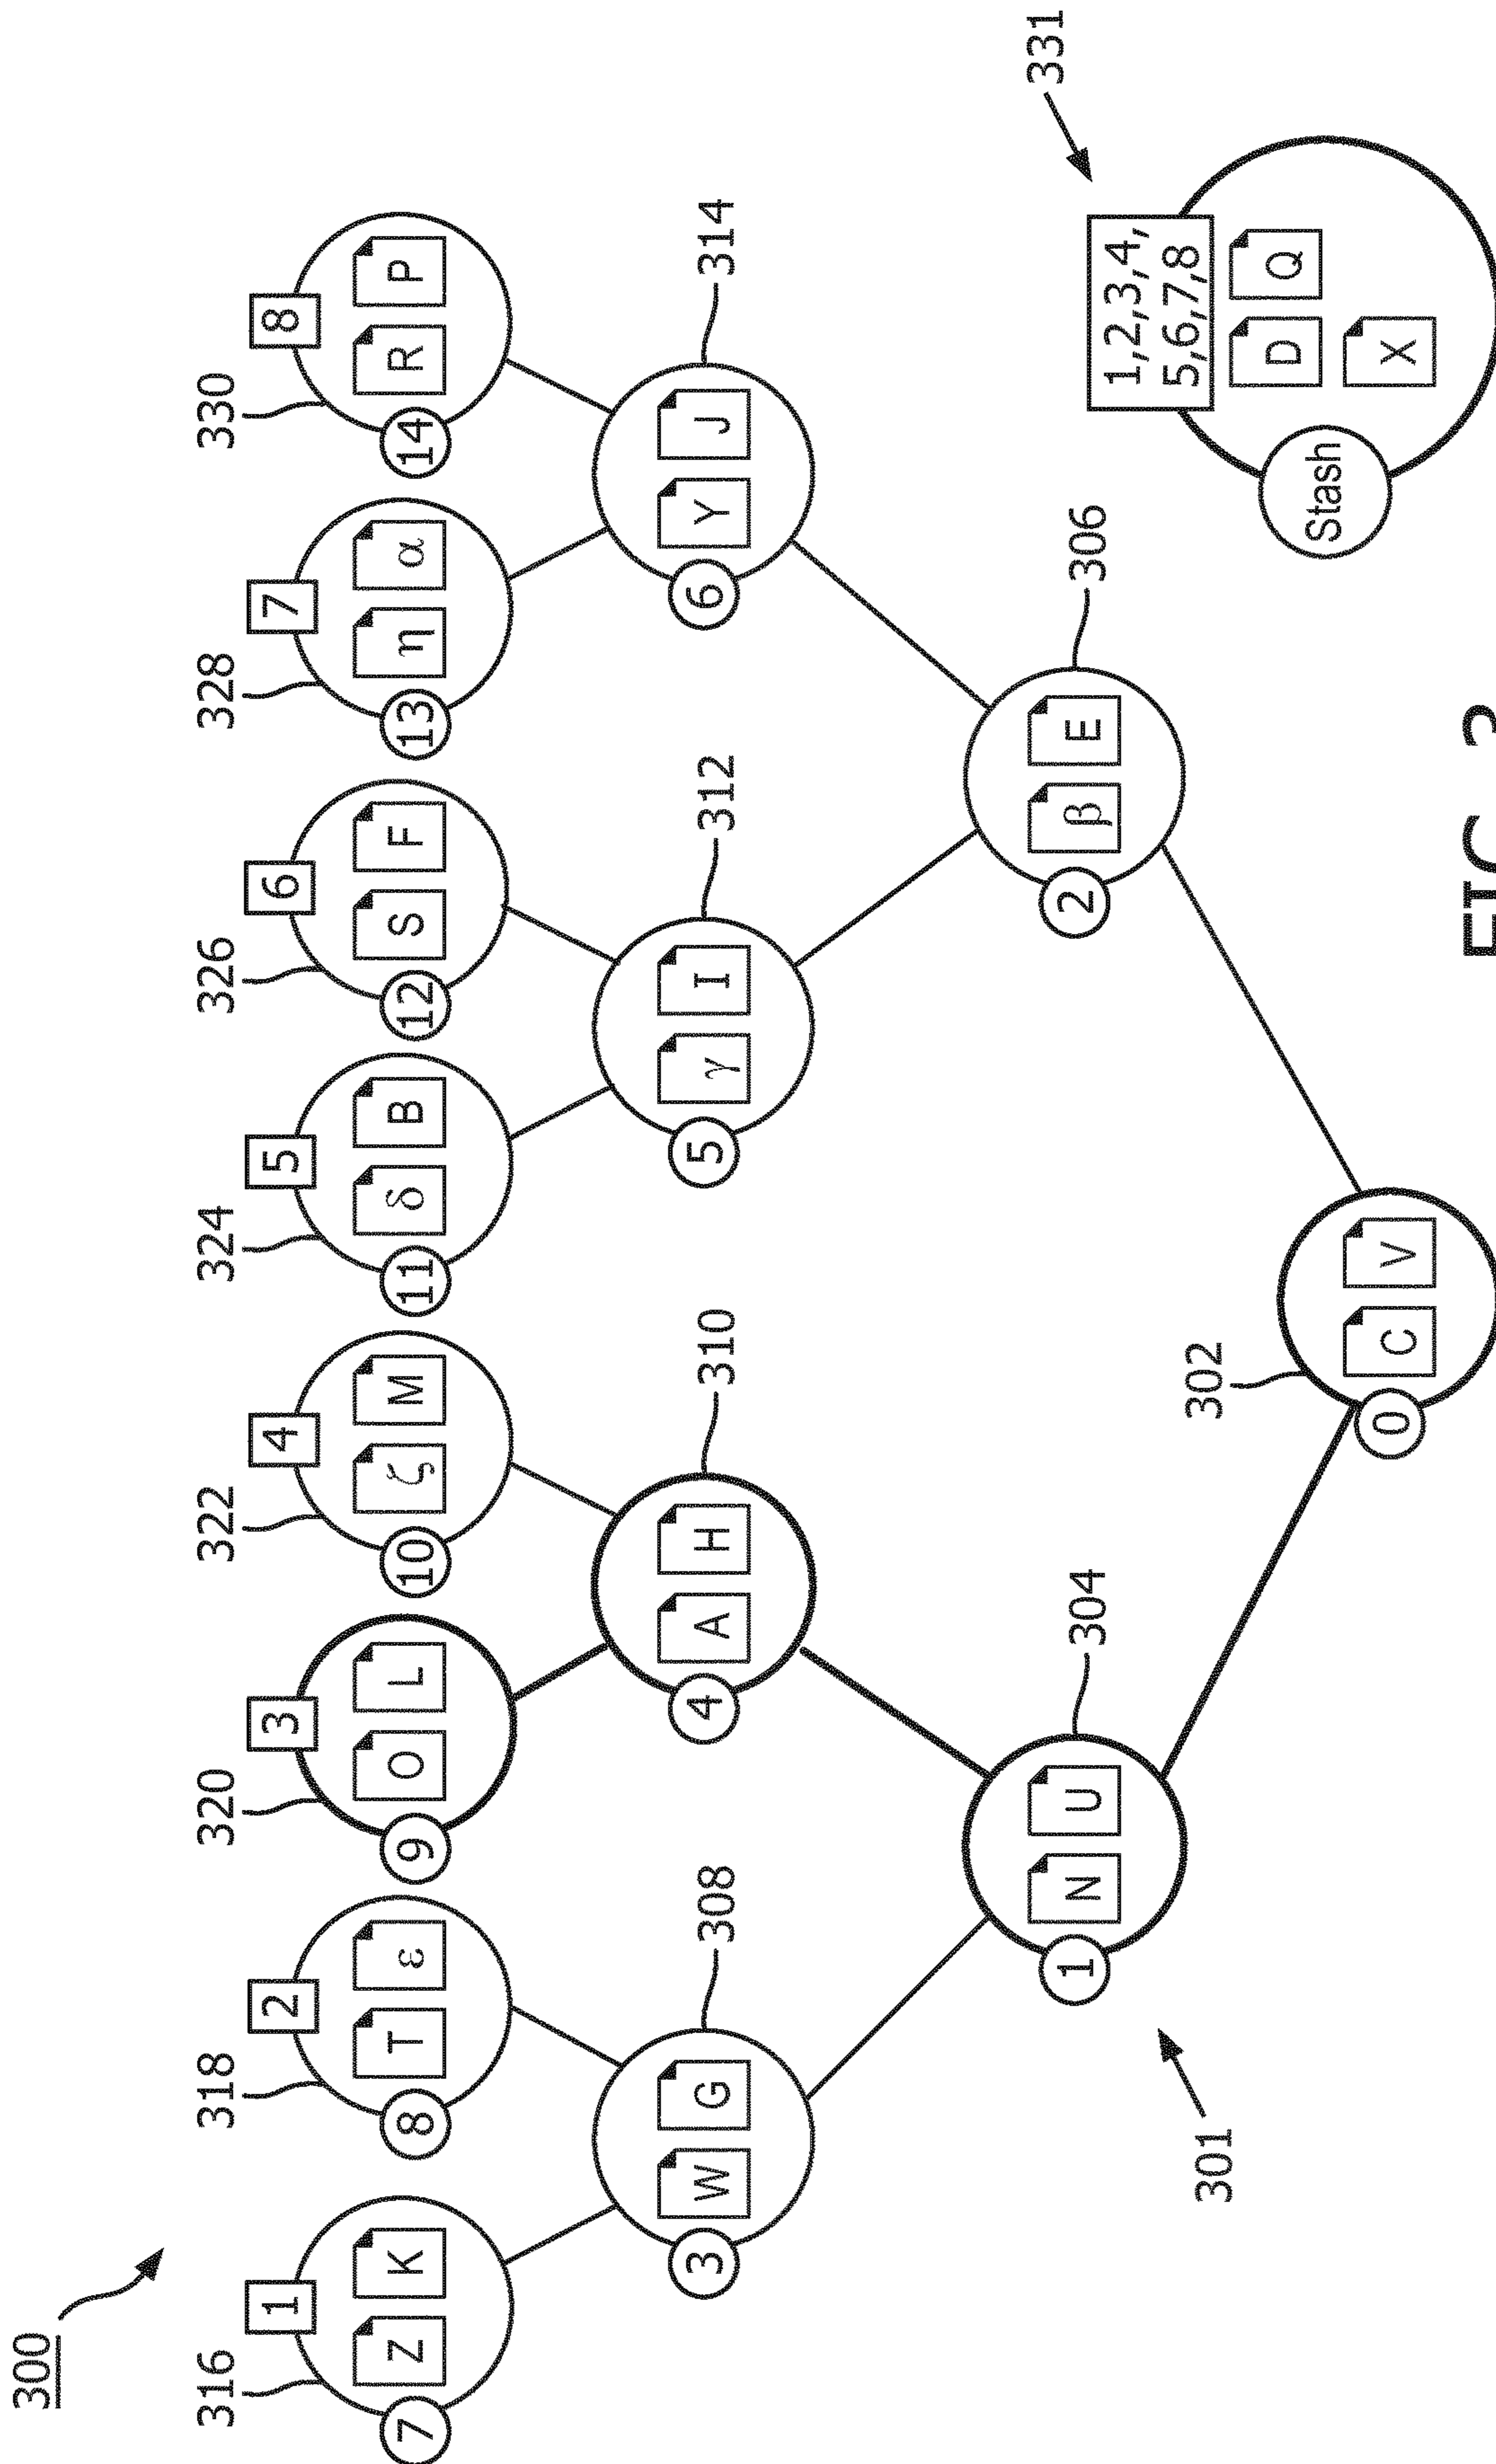 300
316
318
320
322
324
326
328
330
1
2
3
4
5
6
7
8
Z K
T ε
O L
ζ M
δ B
S F
η α
R P
7
8
9
10
11
12
13
14
308
310
312
314
W G
A H
γ I
Y J
3
4
5
6
304
306
N U
β E
1
2
301
302
C V
0
331
1,2,3,4,
5,6,7,8
D Q
X
Stash
FIG. 3